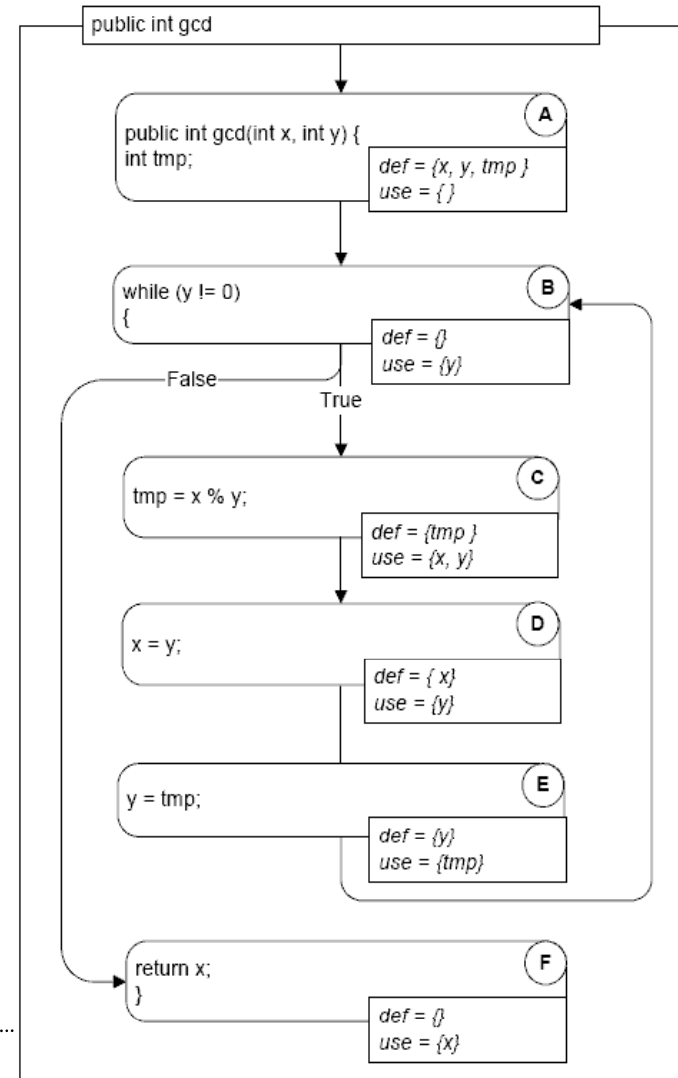 public int gcd
A
public int gcd(int x, int y) {
int tmp;
def = {x, y, tmp }
use = { }
B
while (y != 0)
{
def = {}
use = {y}
False
True
C
tmp = x % y;
def = {tmp }
use = {x, y}
D
x = y;
def = { x}
use = {y}
E
y = tmp;
def = {y}
use = {tmp}
F
return x;
}
def = {}
use = {x}
...